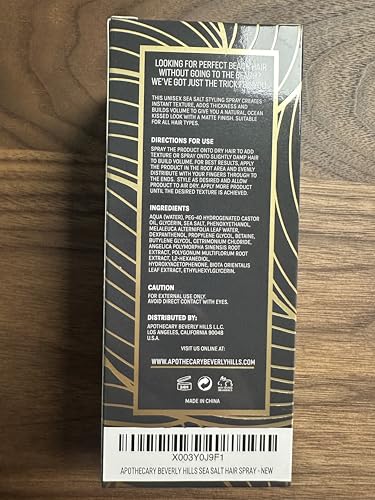 LOOKING FOR PERFECT BEACH HAIR
WITHOUT GOING TO THE BEACH?
WE'VE GOT JUST THE TRICK FOR YOU.
THIS UNISEX SEA SALT STYLING SPRAY CREATES
INSTANT TEXTURE, ADDS THICKNESS AND
BUILDS VOLUME TO GIVE YOU A NATURAL OCEAN
KISSED LOOK WITH A MATTE FINISH. SUITABLE
FOR ALL HAIR TYPES.
DIRECTIONS FOR USE
SPRAY THE PRODUCT ONTO DRY HAIR TO ADD
TEXTURE OR SPRAY ONTO SLIGHTLY DAMP HAIR
TO BUILD VOLUME. FOR BEST RESULTS, APPLY
THE PRODUCT IN THE ROOT AREA AND EVENLY
DISTRIBUTE WITH YOUR FINGERS THROUGH TO
THE ENDS. STYLE AS DESIRED AND ALLOW
PRODUCT TO AIR DRY. APPLY MORE PRODUCT
UNTIL THE DESIRED TEXTURE IS ACHIEVED.
INGREDIENTS
AQUA (WATER), PEG-40 HYDROGENATED CASTOR
OIL, GLYCERIN, SEA SALT, PHENOXYETHANOL,
MELALEUCA ALTERNIFOLIA LEAF WATER,
DEXPANTHENOL, PROPYLENE GLYCOL, BETAINE,
BUTYLENE GLYCOL, CETRIMONIUM CHLORIDE,
ANGELICA POLYMORPHA SINENSIS ROOT
EXTRACT, POLYGONUM MULTIFLORUM ROOT
EXTRACT, 1,2-HEXANEDIOL,
HYDROXYACETOPHENONE, BIOTA ORIENTALIS
LEAF EXTRACT, ETHYLHEXYLGLYCERIN.
CAUTION
FOR EXTERNAL USE ONLY.
AVOID DIRECT CONTACT WITH EYES.
DISTRIBUTED BY:
APOTHECARY BEVERLY HILLS L.L.C.
LOS ANGELES, CALIFORNIA 90048
U.S.A.
VISIT US ONLINE AT:
WWW.APOTHECARYBEVERLYHILLS.COM
24M
MADE IN CHINA
X003Y0J9F1
APOTHECARY BEVERLY HILLS SEA SALT HAIR SPRAY - NEW